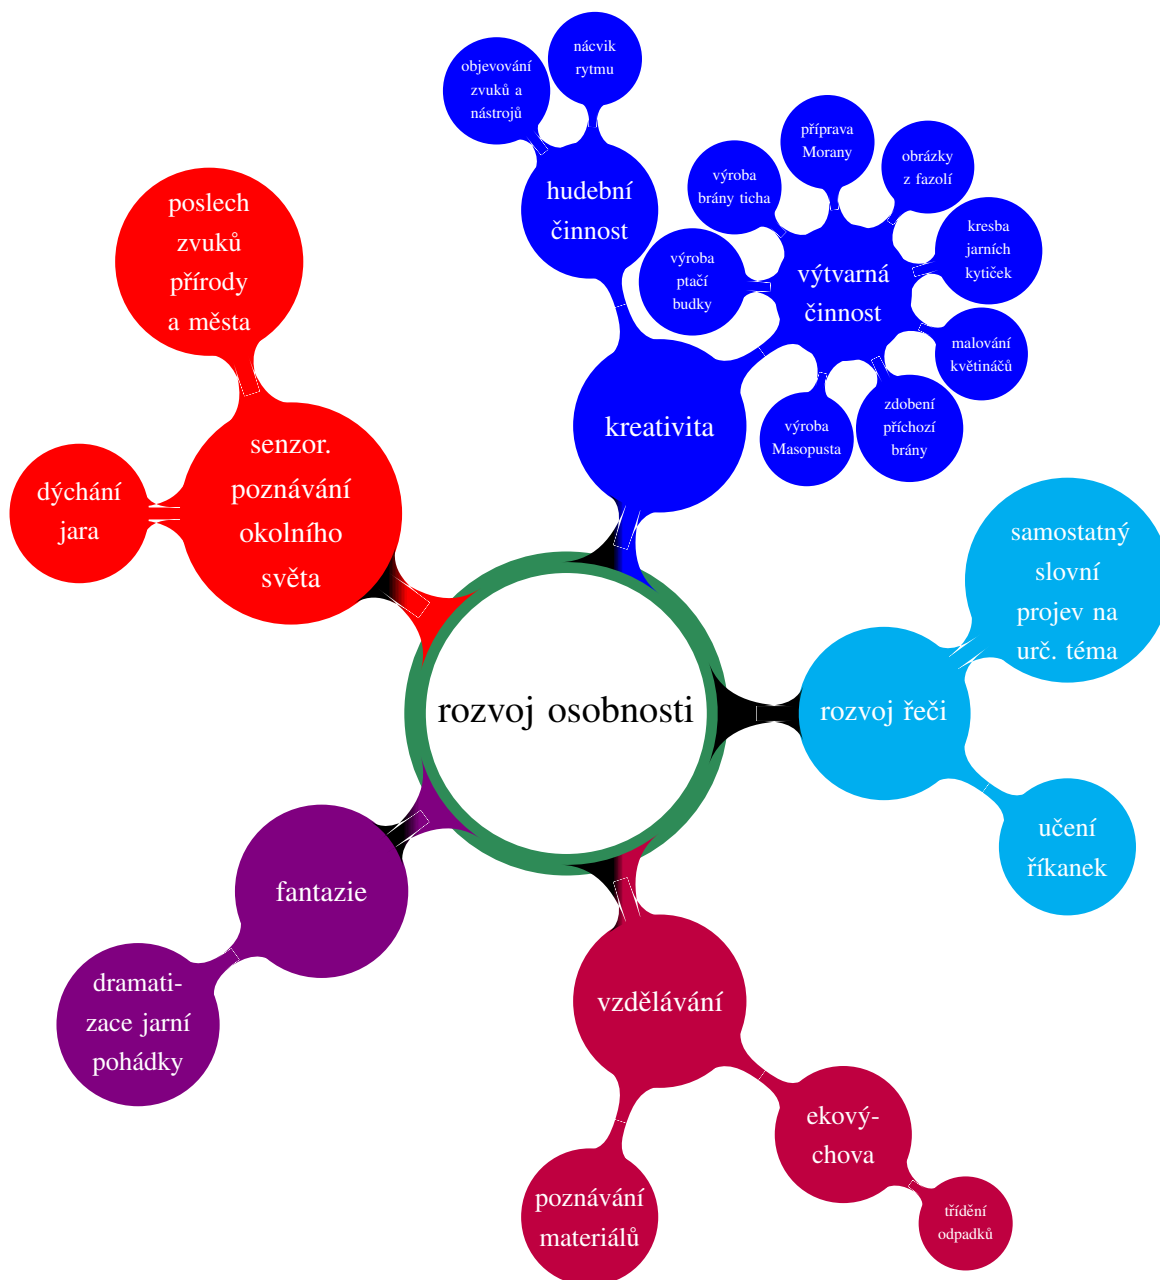 nácvik
rytmu
objevování
zvuků a
nástrojů
hudební
činnost
příprava
Morany
obrázky
z fazolí
výroba
brány ticha
kresba
jarních
kytiček
výroba
ptačí
budky
výtvarná
činnost
malování
květináčů
zdobení
příchozí
brány
výroba
Masopusta
kreativita
poslech
zvuků
přírody
a města
senzor.
poznávání
okolního
světa
dýchání
jara
samostatný
slovní
projev na
urč. téma
rozvoj řeči
učení
říkanek
rozvoj osobnosti
fantazie
dramati-
zace jarní
pohádky
vzdělávání
ekový-
chova
třídění
odpadků
poznávání
materiálů